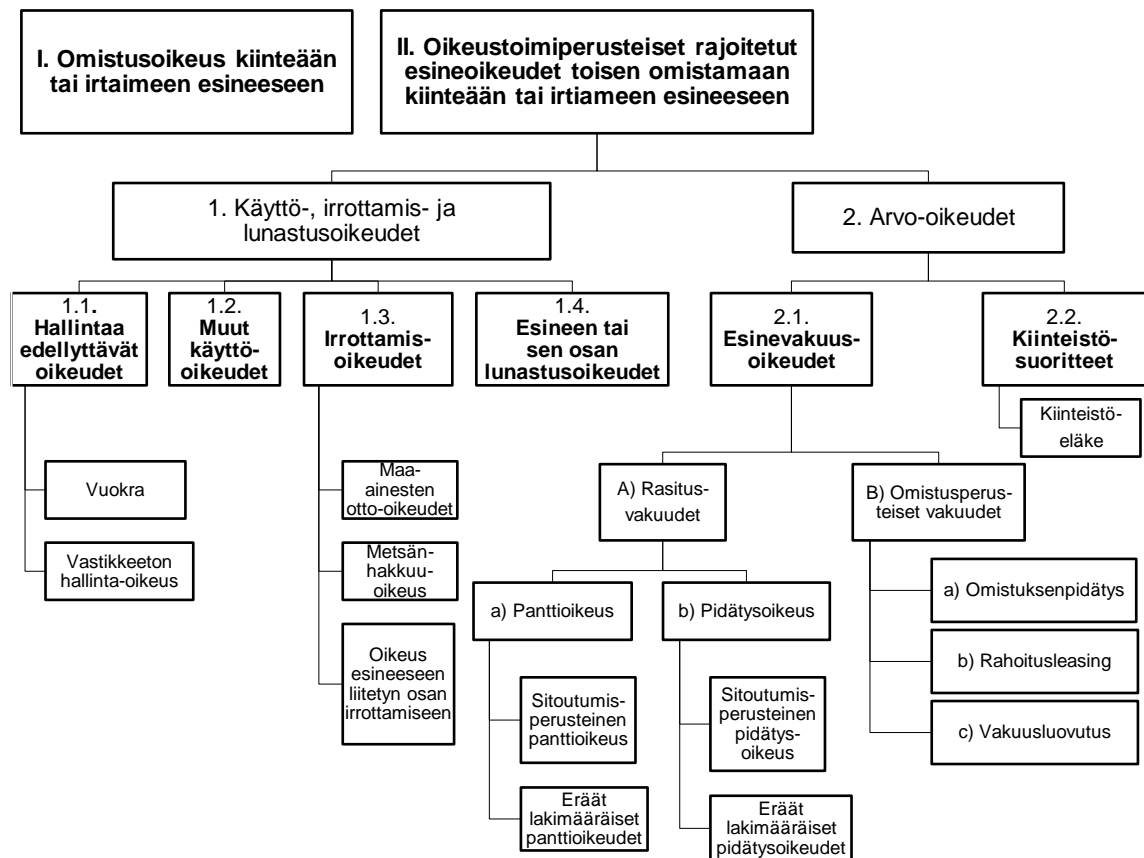 I. Omistusoikeus kiinteään
tai irtaimeen esineeseen
II. Oikeustoimiperusteiset rajoitetut
esineoikeudet toisen omistamaan
kiinteään tai irtiameen esineeseen
1. Käyttö-, irrottamis- ja
lunastusoikeudet
2. Arvo-oikeudet
1.1.
Hallintaa
edellyttävät
oikeudet
1.2.
Muut
käyttö-
oikeudet
1.3.
Irrottamis-
oikeudet
1.4.
Esineen tai
sen osan
lunastusoikeudet
2.1.
Esinevakuus-
oikeudet
2.2.
Kiinteistö-
suoritteet
Vuokra
Vastikkeeton
hallinta-oikeus
Maa-
ainesten
otto-oikeudet
Metsän-
hakkuu-
oikeus
Oikeus
esineeseen
liitetyn osan
irrottamiseen
A) Rasitus-
vakuudet
B) Omistusperus-
teiset vakuudet
Kiinteistö-
eläke
a) Panttioikeus
b) Pidätysoikeus
Sitoutumis-
perusteinen
panttioikeus
Eräät
lakimääräiset
panttioikeudet
Sitoutumis-
perusteinen
pidätys-
oikeus
Eräät
lakimääräiset
pidätysoikeudet
a) Omistuksenpidätys
b) Rahoitusleasing
c) Vakuusluovutus